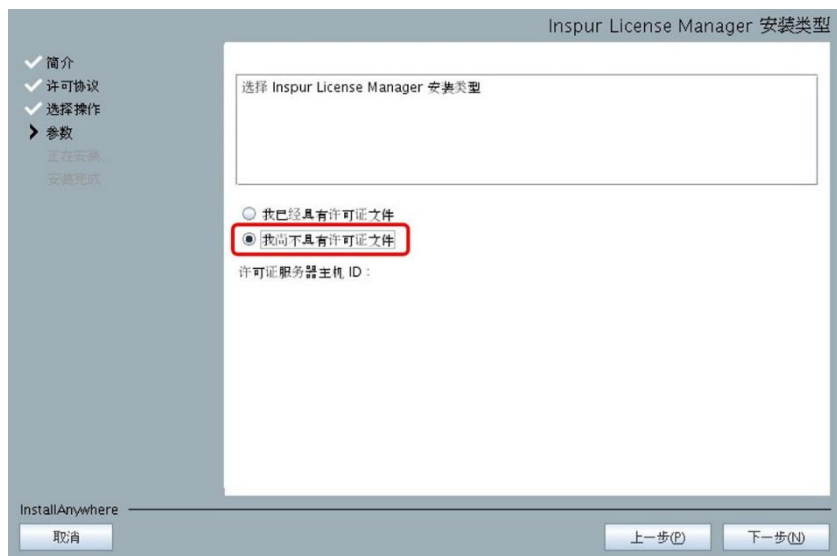 Inspur License Manager 安装类型
简介
许可协议
选择操作
参数
正在安装...
安装完成
选择 Inspur License Manager 安装类型
我已经具有许可证文件
我尚不具有许可证文件
许可证服务器主机 ID：
InstallAnywhere
取消
上一步(P)
下一步(N)